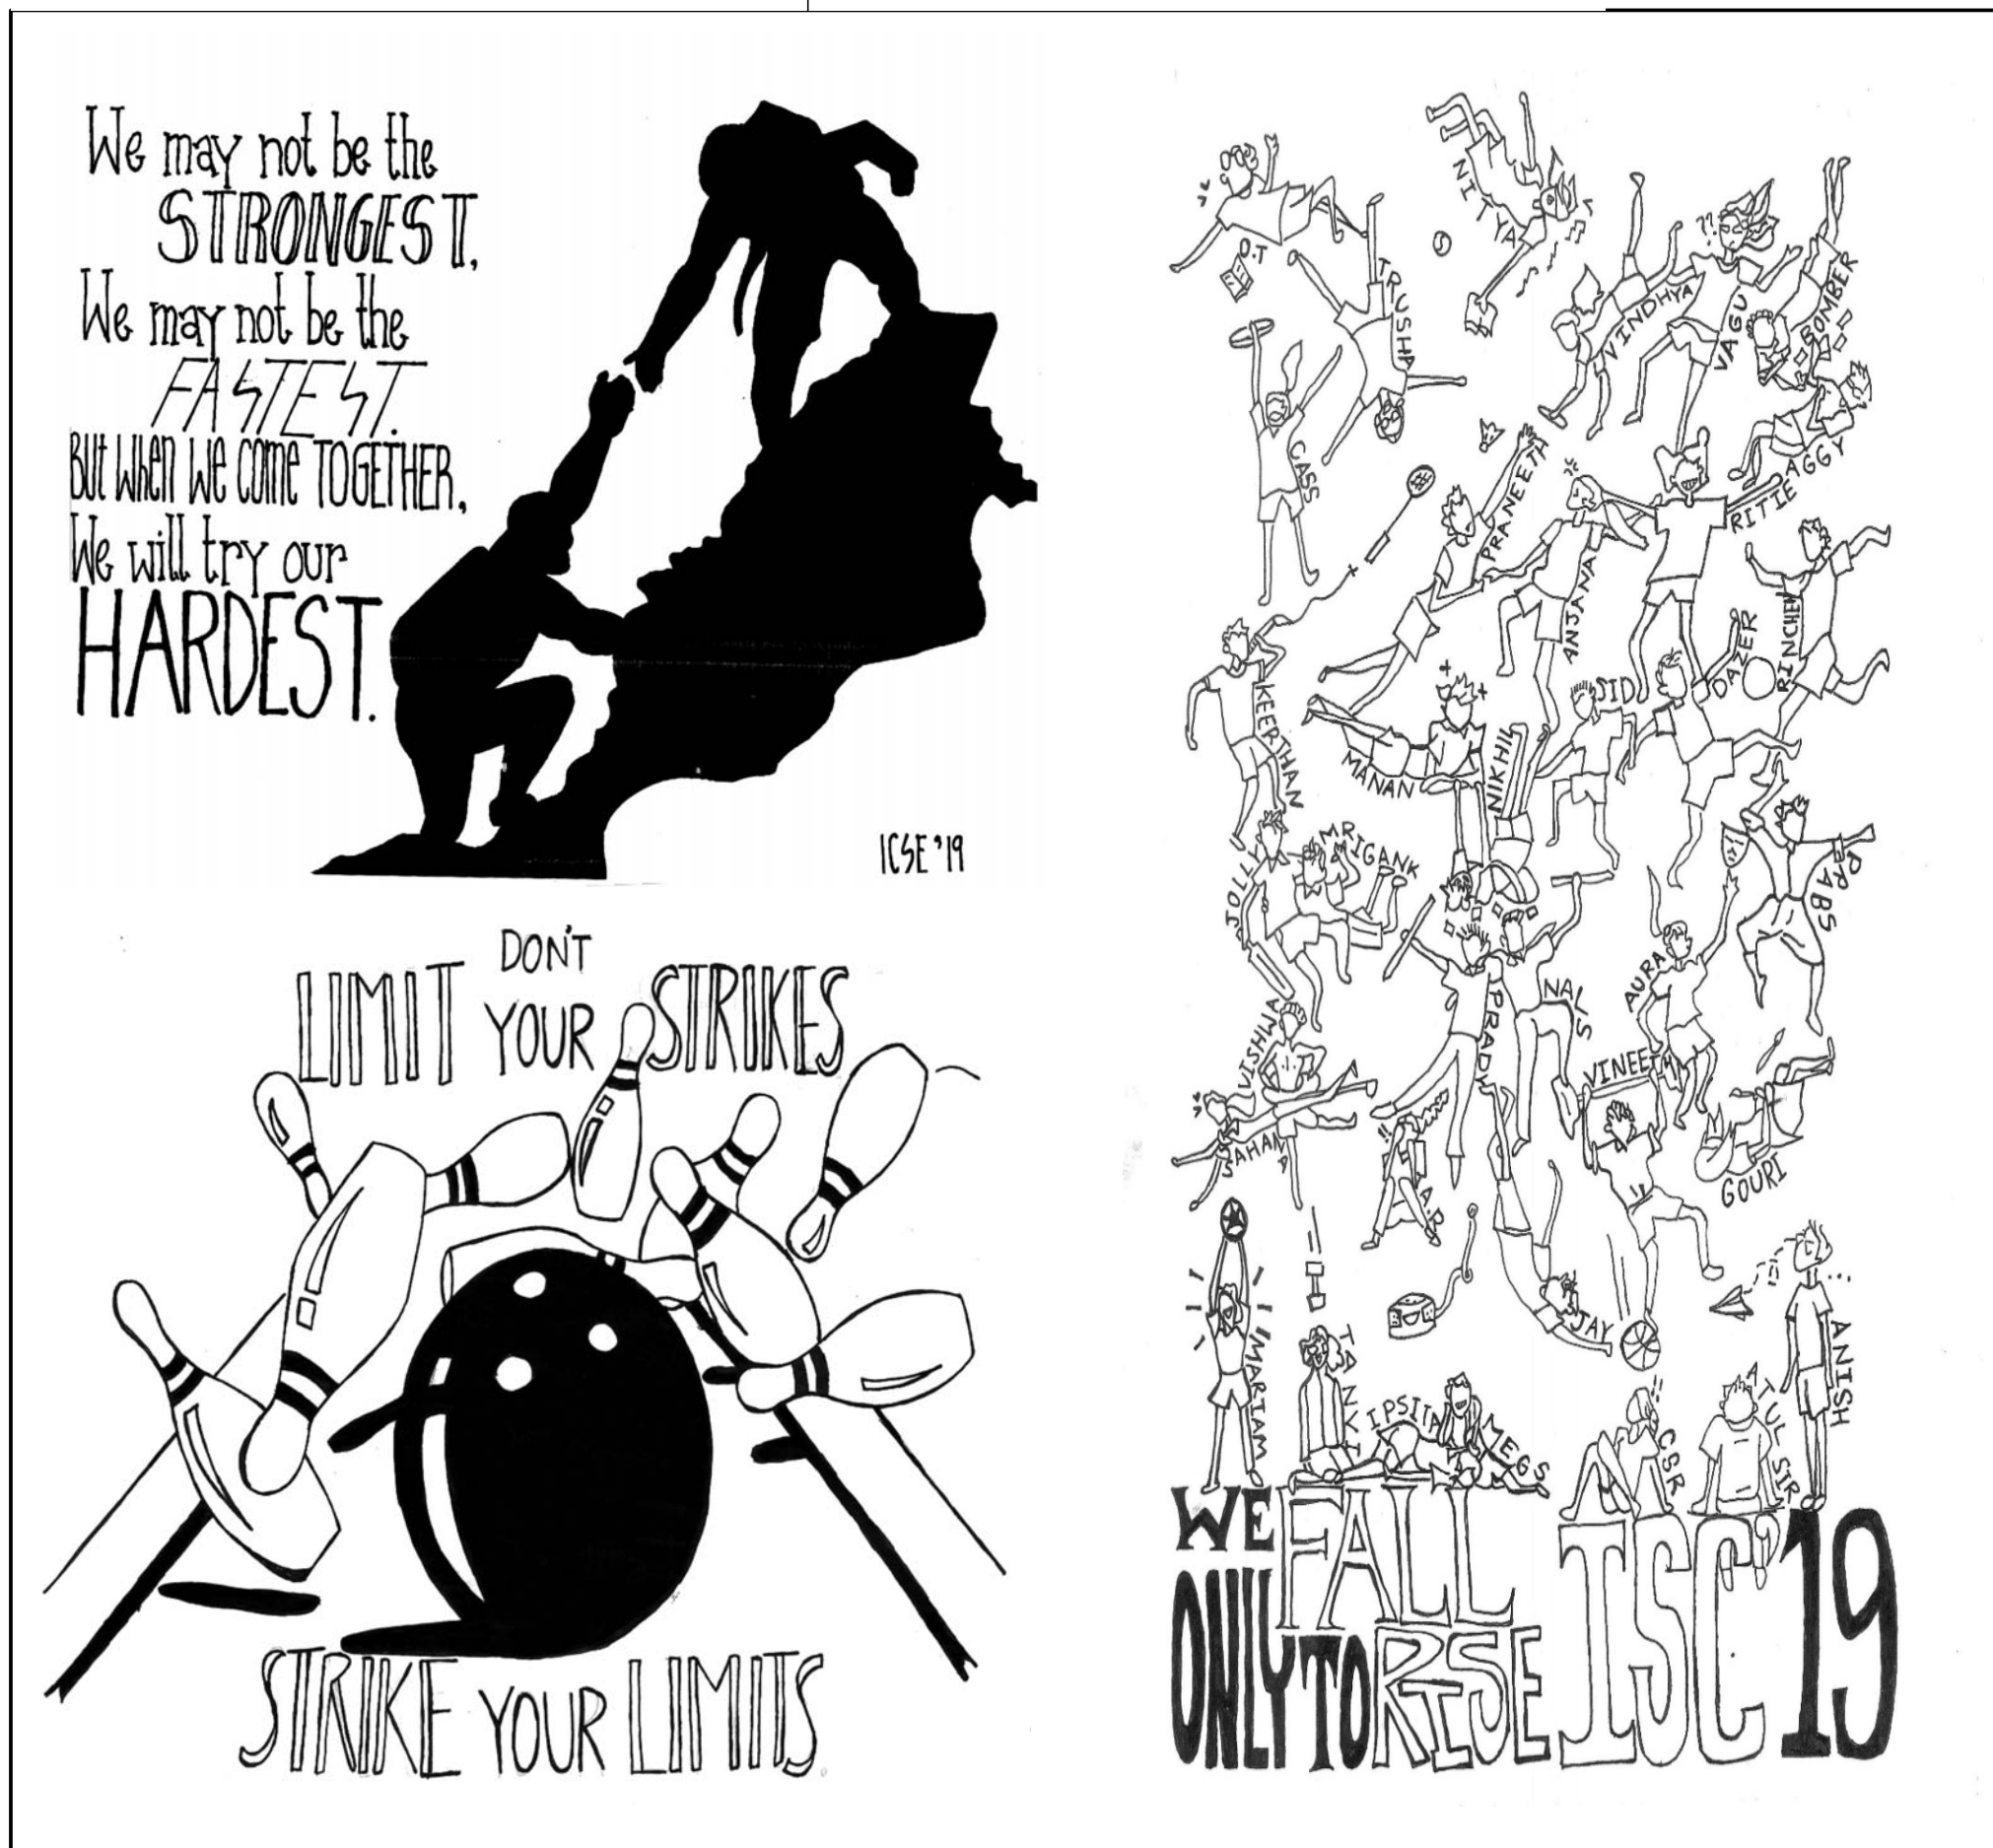 We may not be the
STRONGEST,
We may not be the
FASTEST.
But when we come TOGETHER,
We will try our
HARDEST.
ICSE '19
DON'T
LIMIT YOUR STRIKES
STRIKE YOUR LIMITS
NITYA
O.T
TRUSHA
VINDHYA
VAGU
BOMBER
AGGY
CASS
PRANEETH
RITIE
ANJANA
RINCHEN
DAZER
SID
KEERTHAN
MANAN
NIKHIL
JOLLY
MRIGANK
PRABS
AURA
NALS
PRADY
VISHWA
VINEETH
SAHANA
A.R
GOURI
JAY
MARIAM
TANVI
IPSITA
MEGS
CSR
ATUL SIR
ANISH
WE FALL
ONLY TO RISE
ISC '19